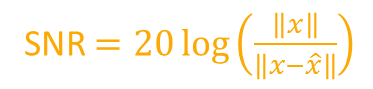 SNR = 20 log(‖x‖ / ‖x−x̂‖)